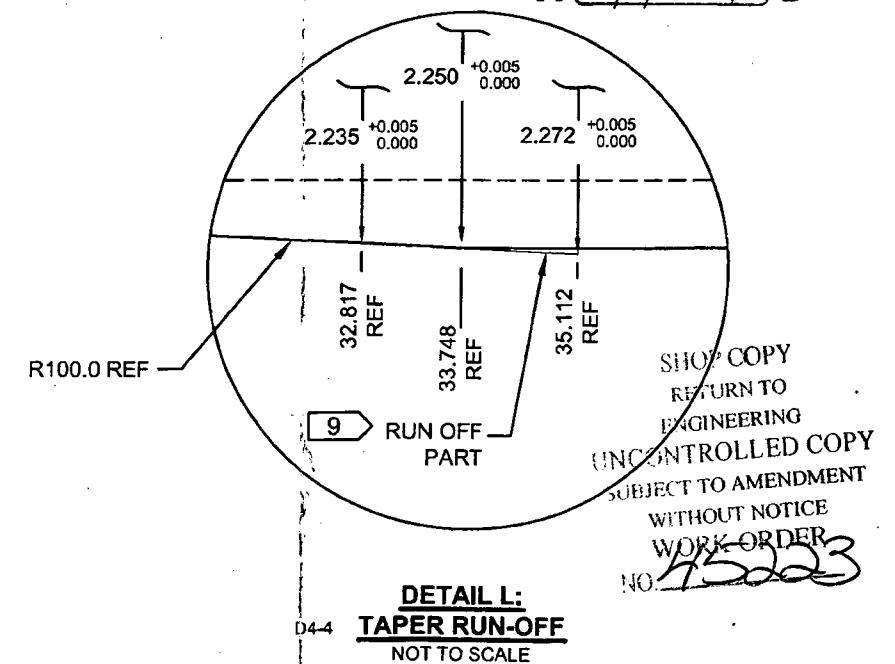 2.250 +0.005 0.000
2.235 +0.005 0.000
2.272 +0.005 0.000
32.817 REF
33.748 REF
35.112 REF
R100.0 REF
9 RUN OFF PART
SHOP COPY
RETURN TO
ENGINEERING
UNCONTROLLED COPY
SUBJECT TO AMENDMENT
WITHOUT NOTICE
WORK ORDER
NO. 45223
DETAIL L:
D4-4 TAPER RUN-OFF
NOT TO SCALE